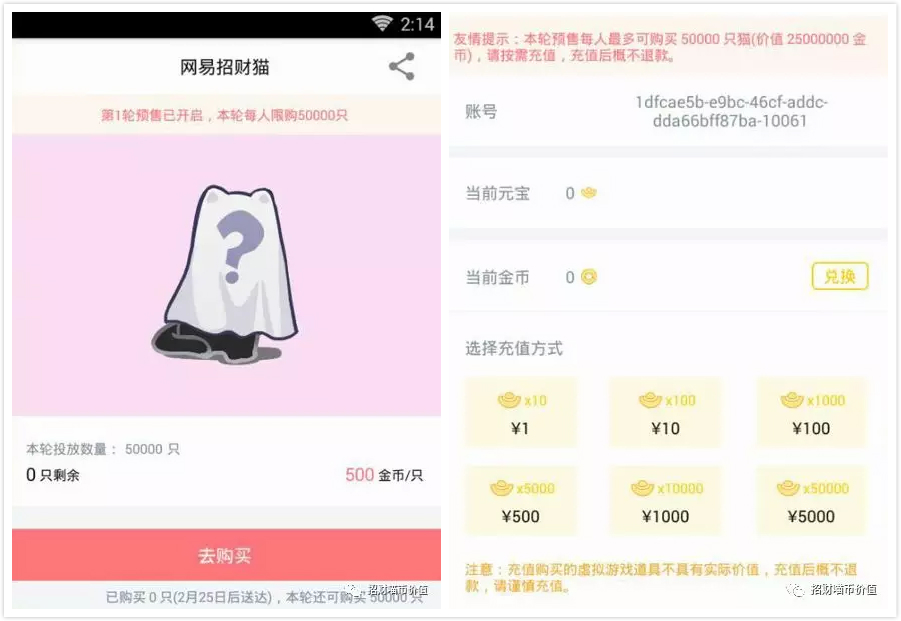 2:14
网易招财猫
第1轮预售已开启，本轮每人限购50000只
?
本轮投放数量： 50000 只
0 只剩余
500 金币/只
去购买
已购买 0 只(2月25日后送达)，本轮还可购买 50000 只
招财喵币价值
友情提示：本轮预售每人最多可购买 50000 只猫(价值 25000000 金
币)，请按需充值，充值后概不退款。
账号
1dfcae5b-e9bc-46cf-addc-
dda66bff87ba-10061
当前元宝 0
当前金币 0
兑换
选择充值方式
x10 x100 x1000
¥1 ¥10 ¥100
x5000 x10000 x50000
¥500 ¥1000 ¥5000
注意：充值购买的虚拟游戏道具不具有实际价值，充值后概不退
款，请谨慎充值。
招财喵币价值